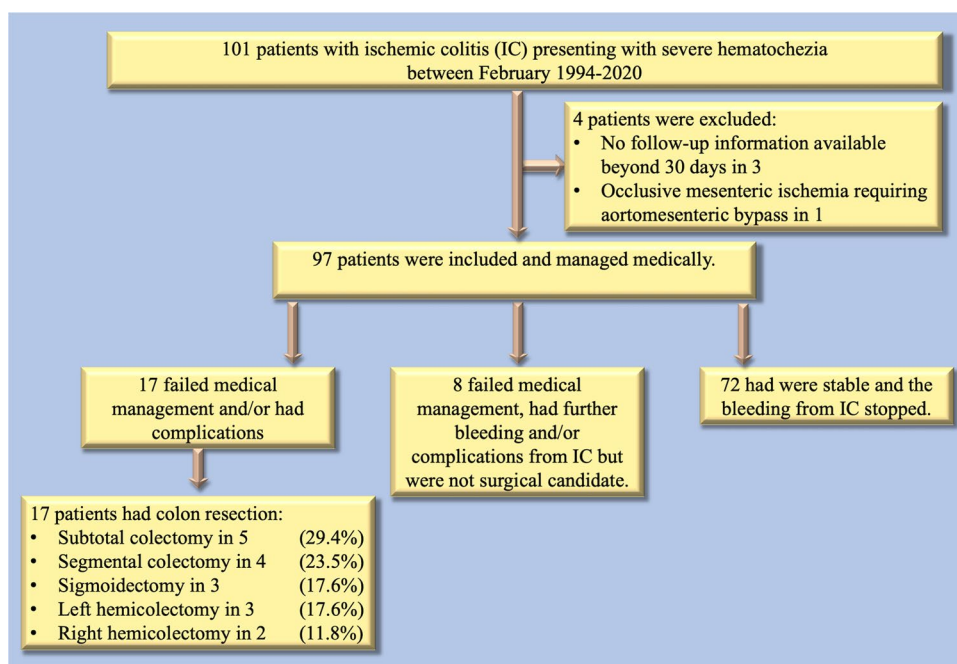 101 patients with ischemic colitis (IC) presenting with severe hematochezia
between February 1994-2020
4 patients were excluded:
• No follow-up information available
beyond 30 days in 3
• Occlusive mesenteric ischemia requiring
aortomesenteric bypass in 1
97 patients were included and managed medically.
17 failed medical
management and/or had
complications
8 failed medical
management, had further
bleeding and/or
complications from IC but
were not surgical candidate.
72 had were stable and the
bleeding from IC stopped.
17 patients had colon resection:
• Subtotal colectomy in 5 (29.4%)
• Segmental colectomy in 4 (23.5%)
• Sigmoidectomy in 3 (17.6%)
• Left hemicolectomy in 3 (17.6%)
• Right hemicolectomy in 2 (11.8%)